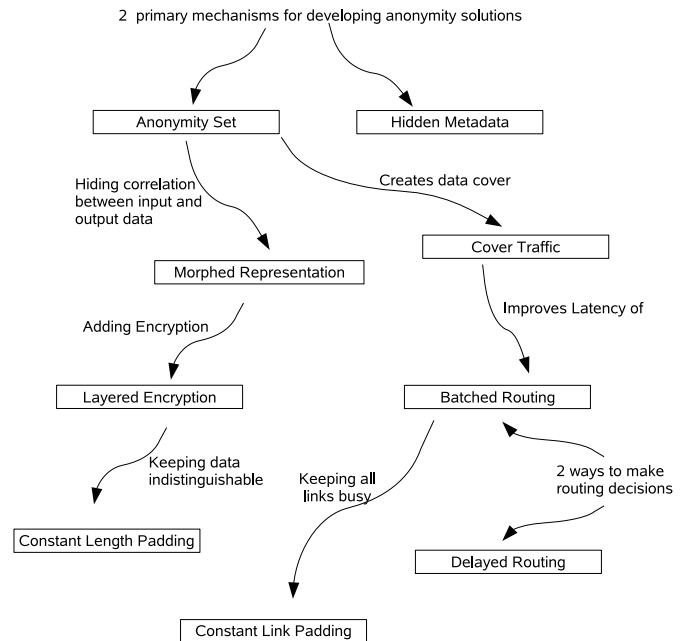 2 primary mechanisms for developing anonymity solutions
Anonymity Set
Hidden Metadata
Hiding correlation
between input and
output data
Creates data cover
Cover Traffic
Morphed Representation
Improves Latency of
Adding Encryption
Layered Encryption
Batched Routing
Keeping data
indistinguishable
Keeping all
links busy
2 ways to make
routing decisions
Constant Length Padding
Delayed Routing
Constant Link Padding